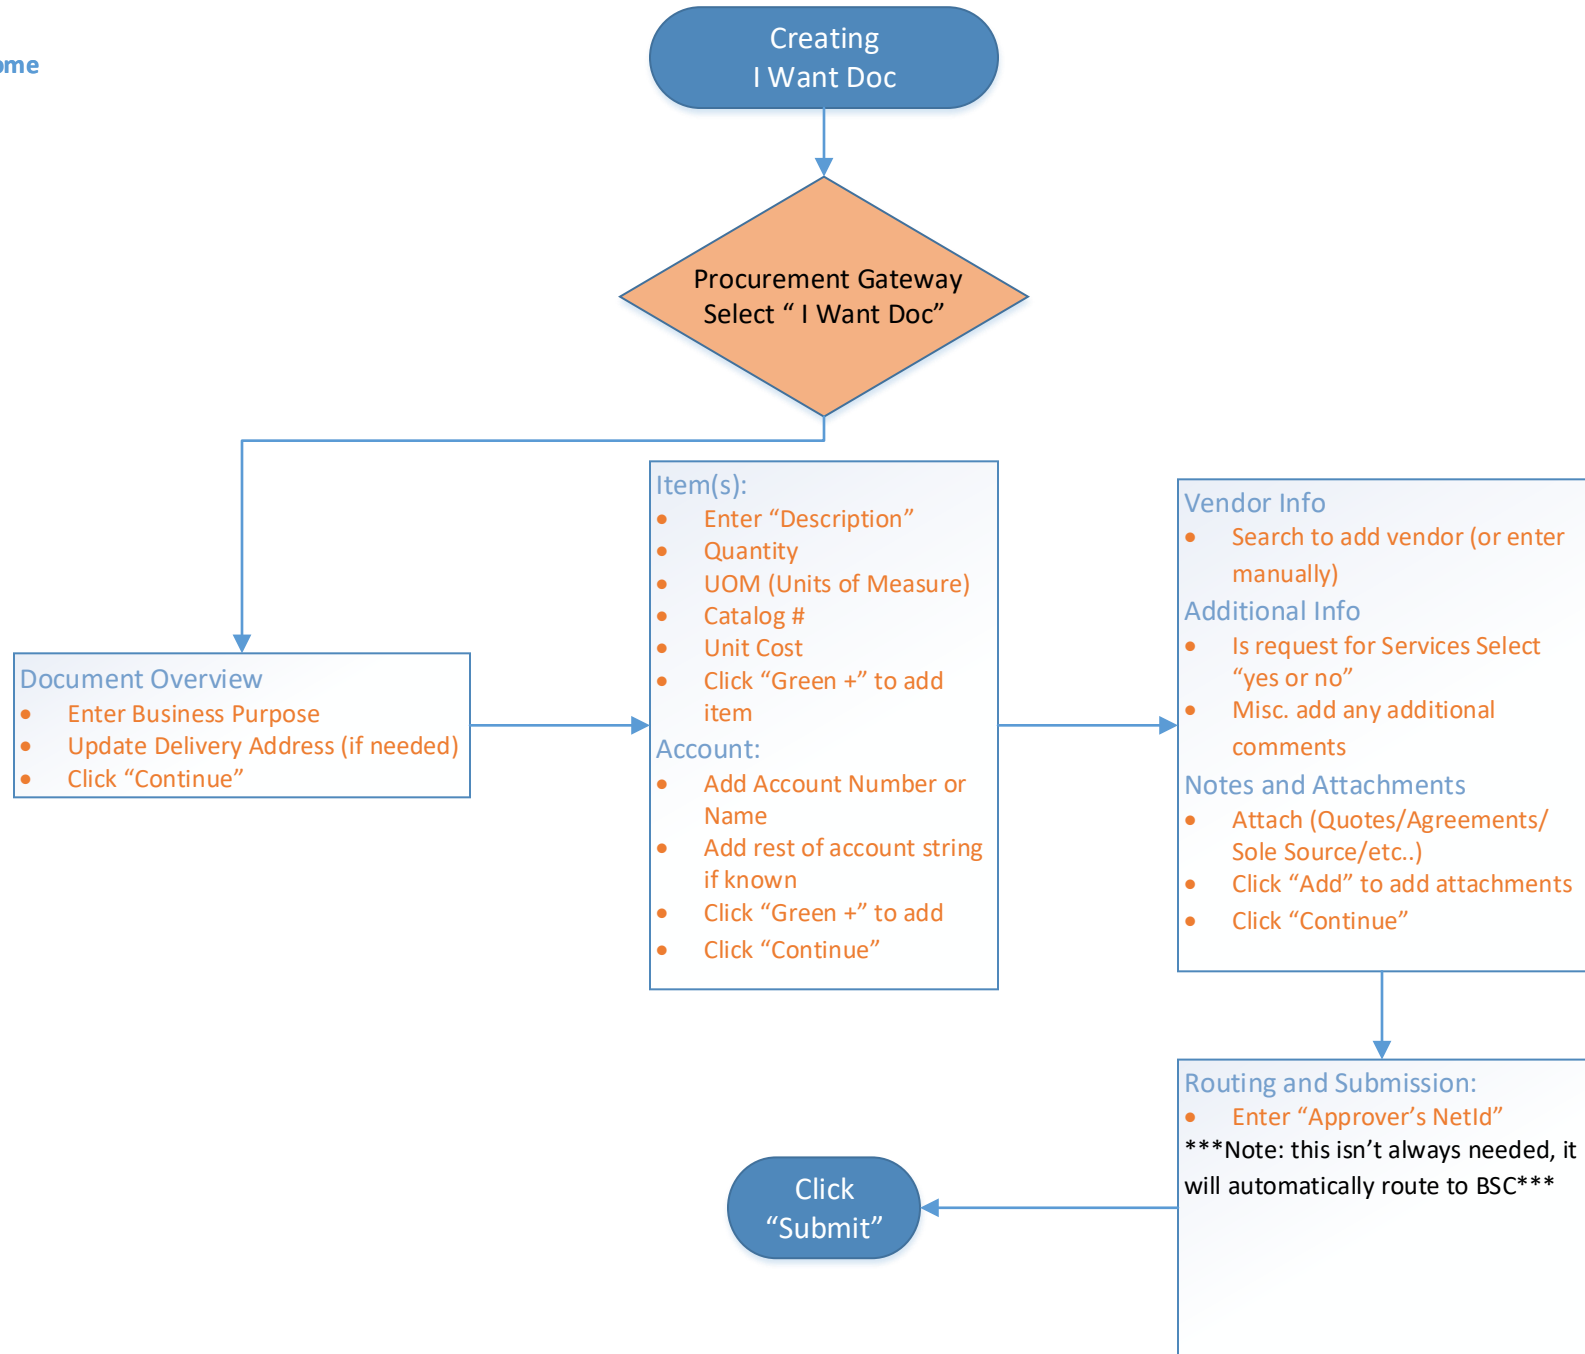 Creating
I Want Doc
Procurement Gateway
Select “ I Want Doc”
Document Overview
• Enter Business Purpose
• Update Delivery Address (if needed)
• Click “Continue”
Item(s):
• Enter “Description”
• Quantity
• UOM (Units of Measure)
• Catalog #
• Unit Cost
• Click “Green +” to add
item
Account:
• Add Account Number or
Name
• Add rest of account string
if known
• Click “Green +” to add
• Click “Continue”
Vendor Info
• Search to add vendor (or enter
manually)
Additional Info
• Is request for Services Select
“yes or no”
• Misc. add any additional
comments
Notes and Attachments
• Attach (Quotes/Agreements/
Sole Source/etc..)
• Click “Add” to add attachments
• Click “Continue”
Routing and Submission:
• Enter “Approver’s NetId”
***Note: this isn’t always needed, it
will automatically route to BSC***
Click
“Submit”